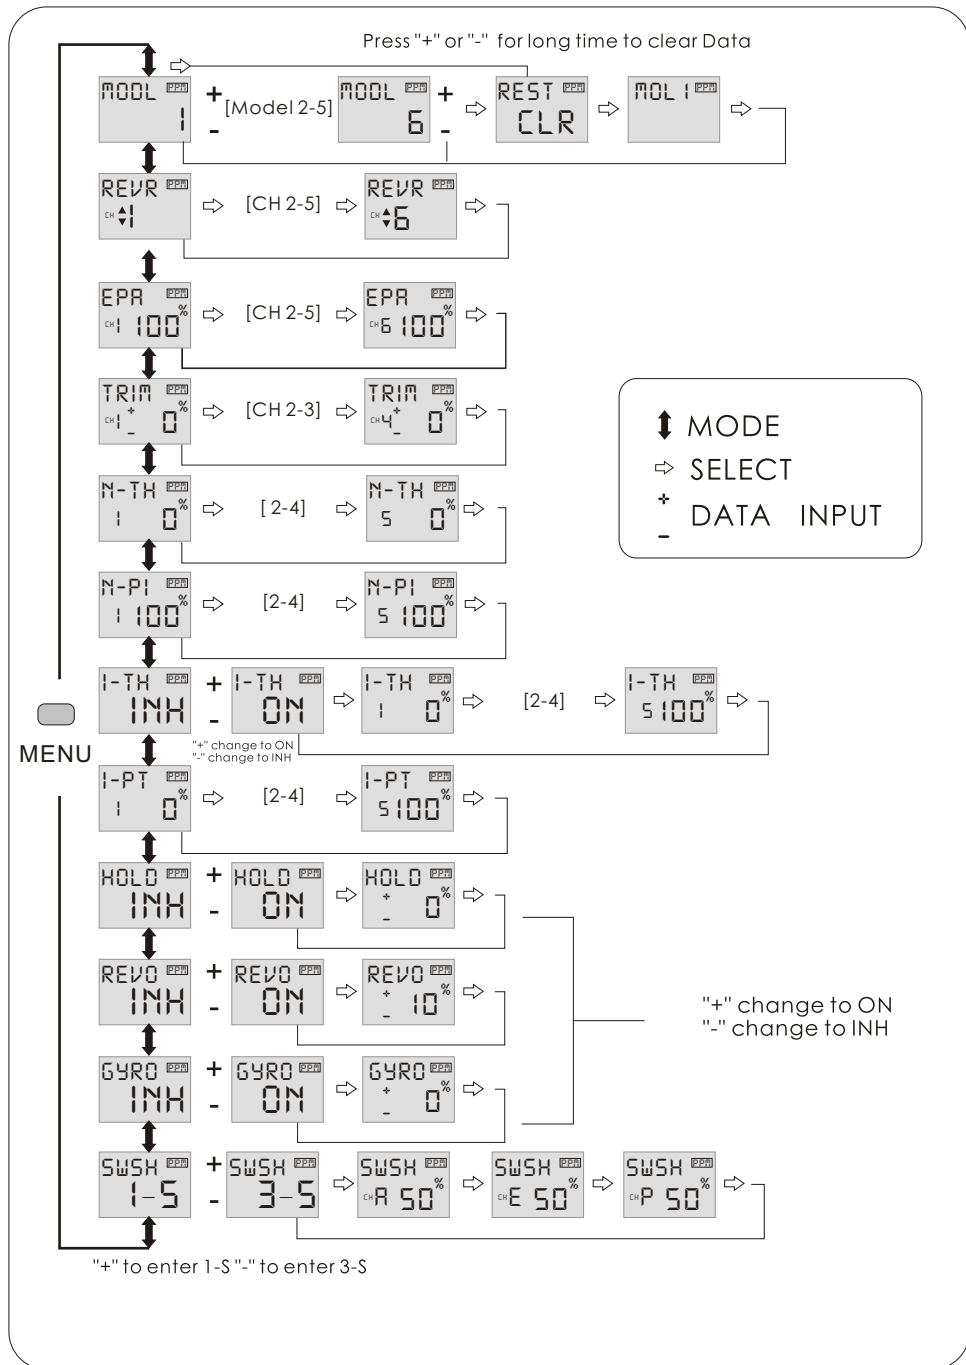 Press "+" or "-" for long time to clear Data
MODL PPM
1
+
-
[Model 2-5]
MODL PPM
6
+
-
REST PPM
CLR
MOL 1 PPM
REVR PPM
CH 1
[CH 2-5]
REVR PPM
CH 6
EPA PPM
CH 1 100%
[CH 2-5]
EPA PPM
CH 6 100%
TRIM PPM
CH 1 + - 0%
[CH 2-3]
TRIM PPM
CH 4 + - 0%
MODE
SELECT
+
- DATA INPUT
N-TH PPM
1 0%
[ 2-4]
N-TH PPM
5 0%
N-PI PPM
1 100%
[2-4]
N-PI PPM
5 100%
MENU
I-TH PPM
INH
+
-
I-TH PPM
ON
"+" change to ON
"-" change to INH
I-TH PPM
1 0%
[2-4]
I-TH PPM
5 100%
I-PT PPM
1 0%
[2-4]
I-PT PPM
5 100%
HOLD PPM
INH
+
-
HOLD PPM
ON
HOLD PPM
+ - 0%
REVO PPM
INH
+
-
REVO PPM
ON
REVO PPM
+ - 10%
"+" change to ON
"-" change to INH
GYRO PPM
INH
+
-
GYRO PPM
ON
GYRO PPM
+ - 0%
SWSH PPM
1-S
+
-
SWSH PPM
3-S
SWSH PPM
CH A 50%
SWSH PPM
CH E 50%
SWSH PPM
CH P 50%
"+" to enter 1-S "-" to enter 3-S